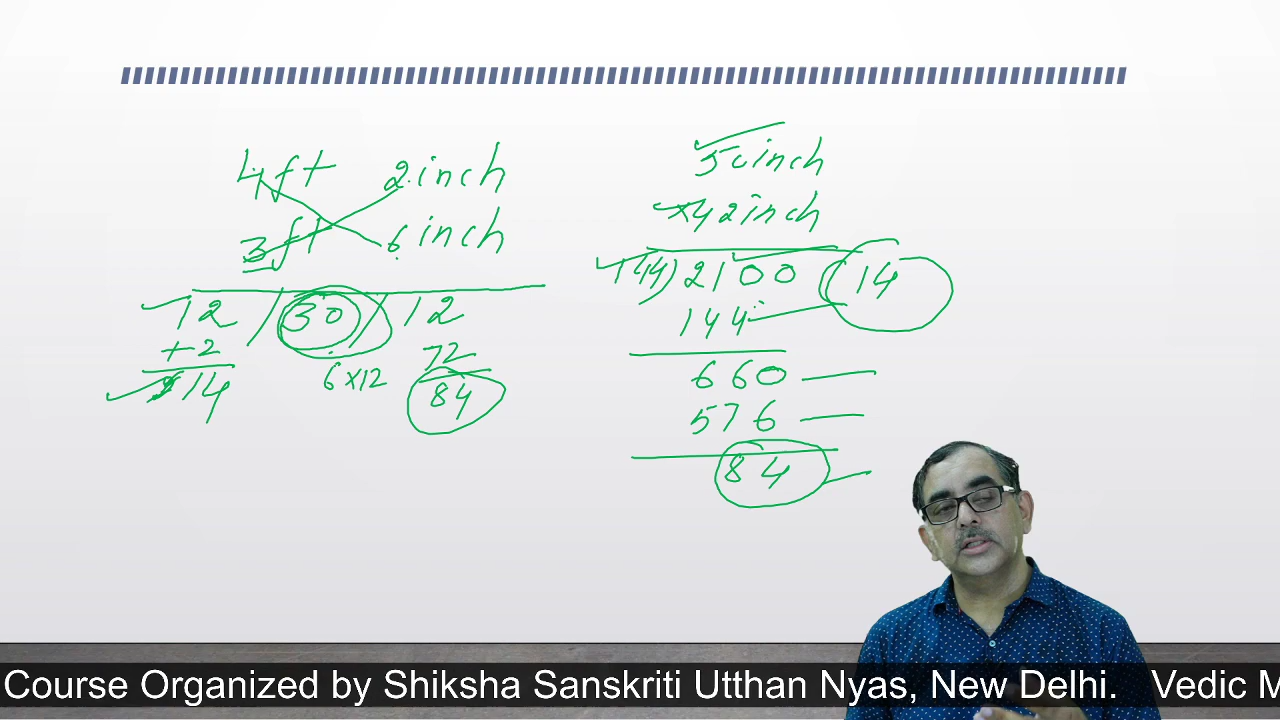 4ft 2inch
3ft 6inch
12 / 30 / 12
+2 6x12 72
14 84
50inch
x42inch
144) 2100 ( 14
144
660
576
84
Course Organized by Shiksha Sanskriti Utthan Nyas, New Delhi. Vedic M